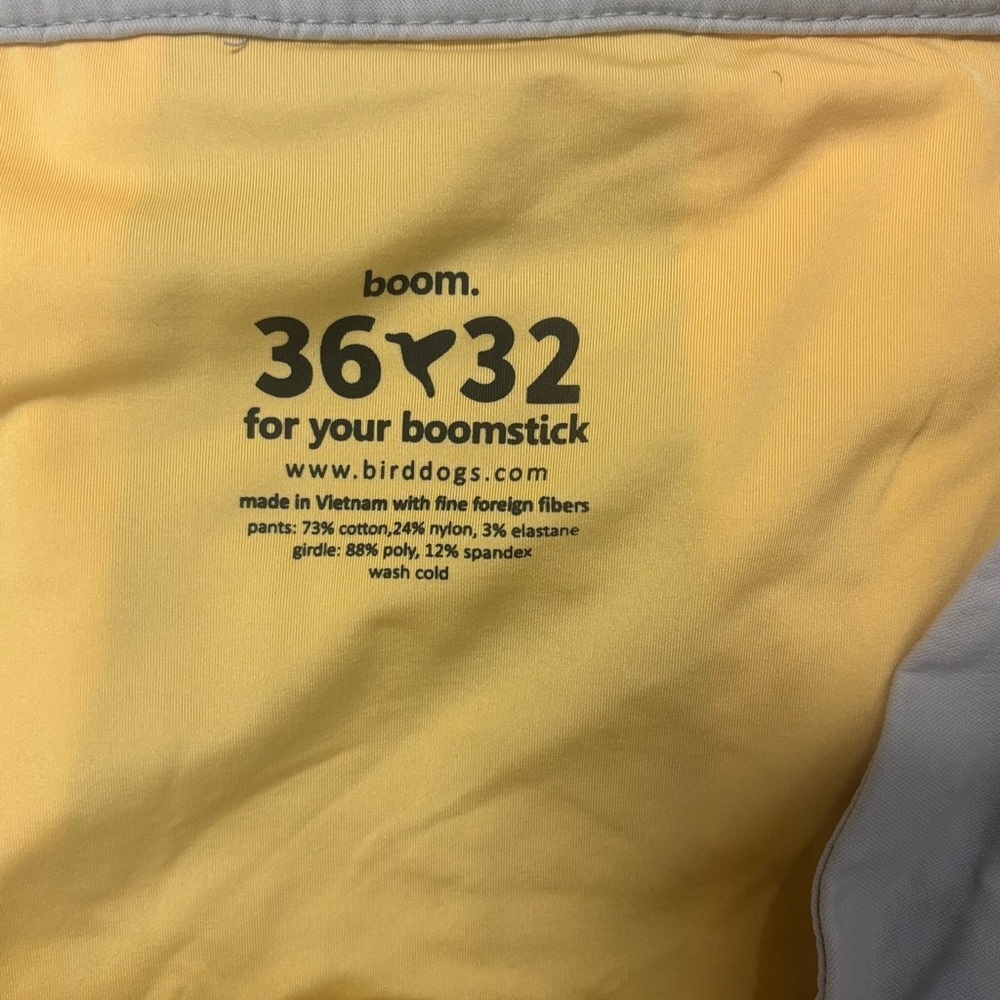 boom.
36 32
for your boomstick
www.birddogs.com
made in Vietnam with fine foreign fibers
pants: 73% cotton,24% nylon, 3% elastane
girdle: 88% poly, 12% spandex
wash cold